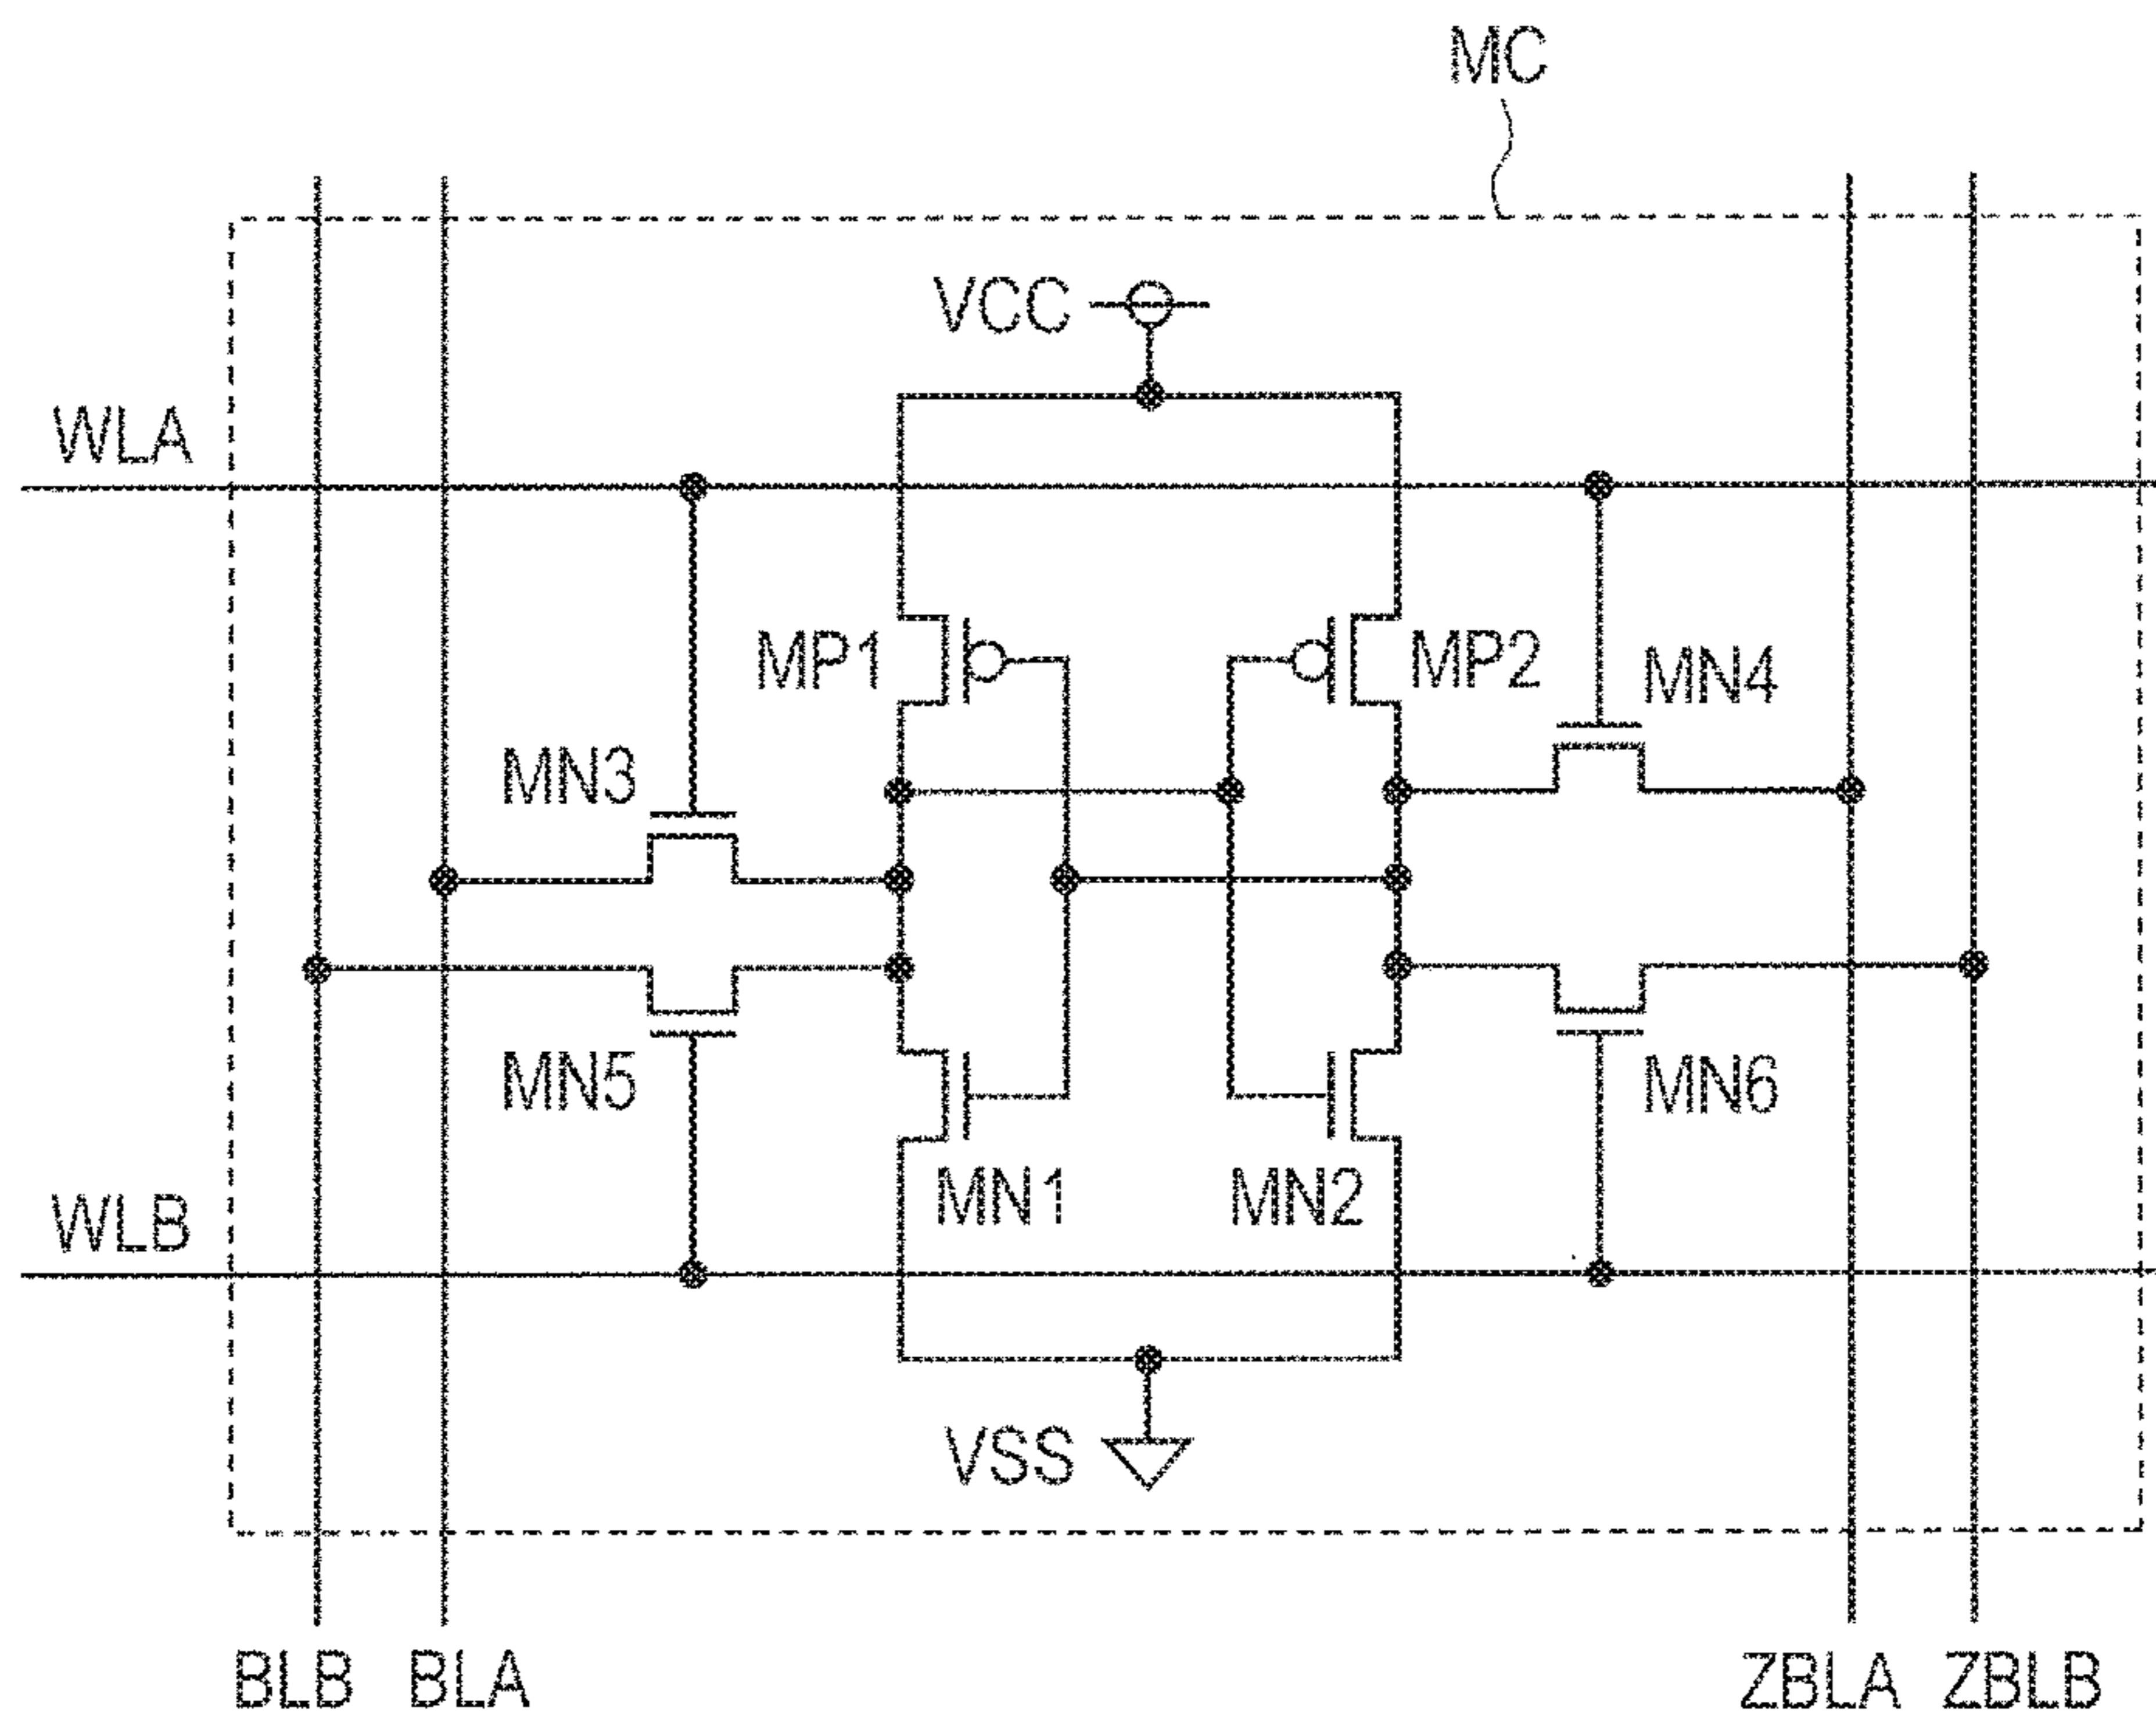 MC
VCC
WLA
MP1
MP2
MN4
MN3
MN5
MN6
MN1
MN2
WLB
VSS
BLB
BLA
ZBLA
ZBLB